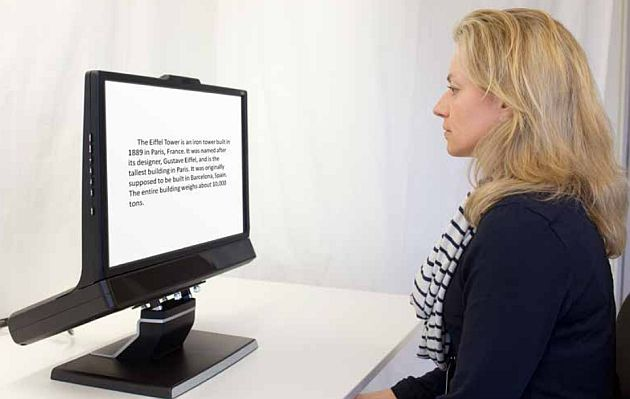 The Eiffel Tower is an iron tower built in
1889 in Paris, France. It was named after
its designer, Gustave Eiffel, and is the
tallest building in Paris. It was originally
supposed to be built in Barcelona, Spain.
The entire building weighs about 10,000
tons.